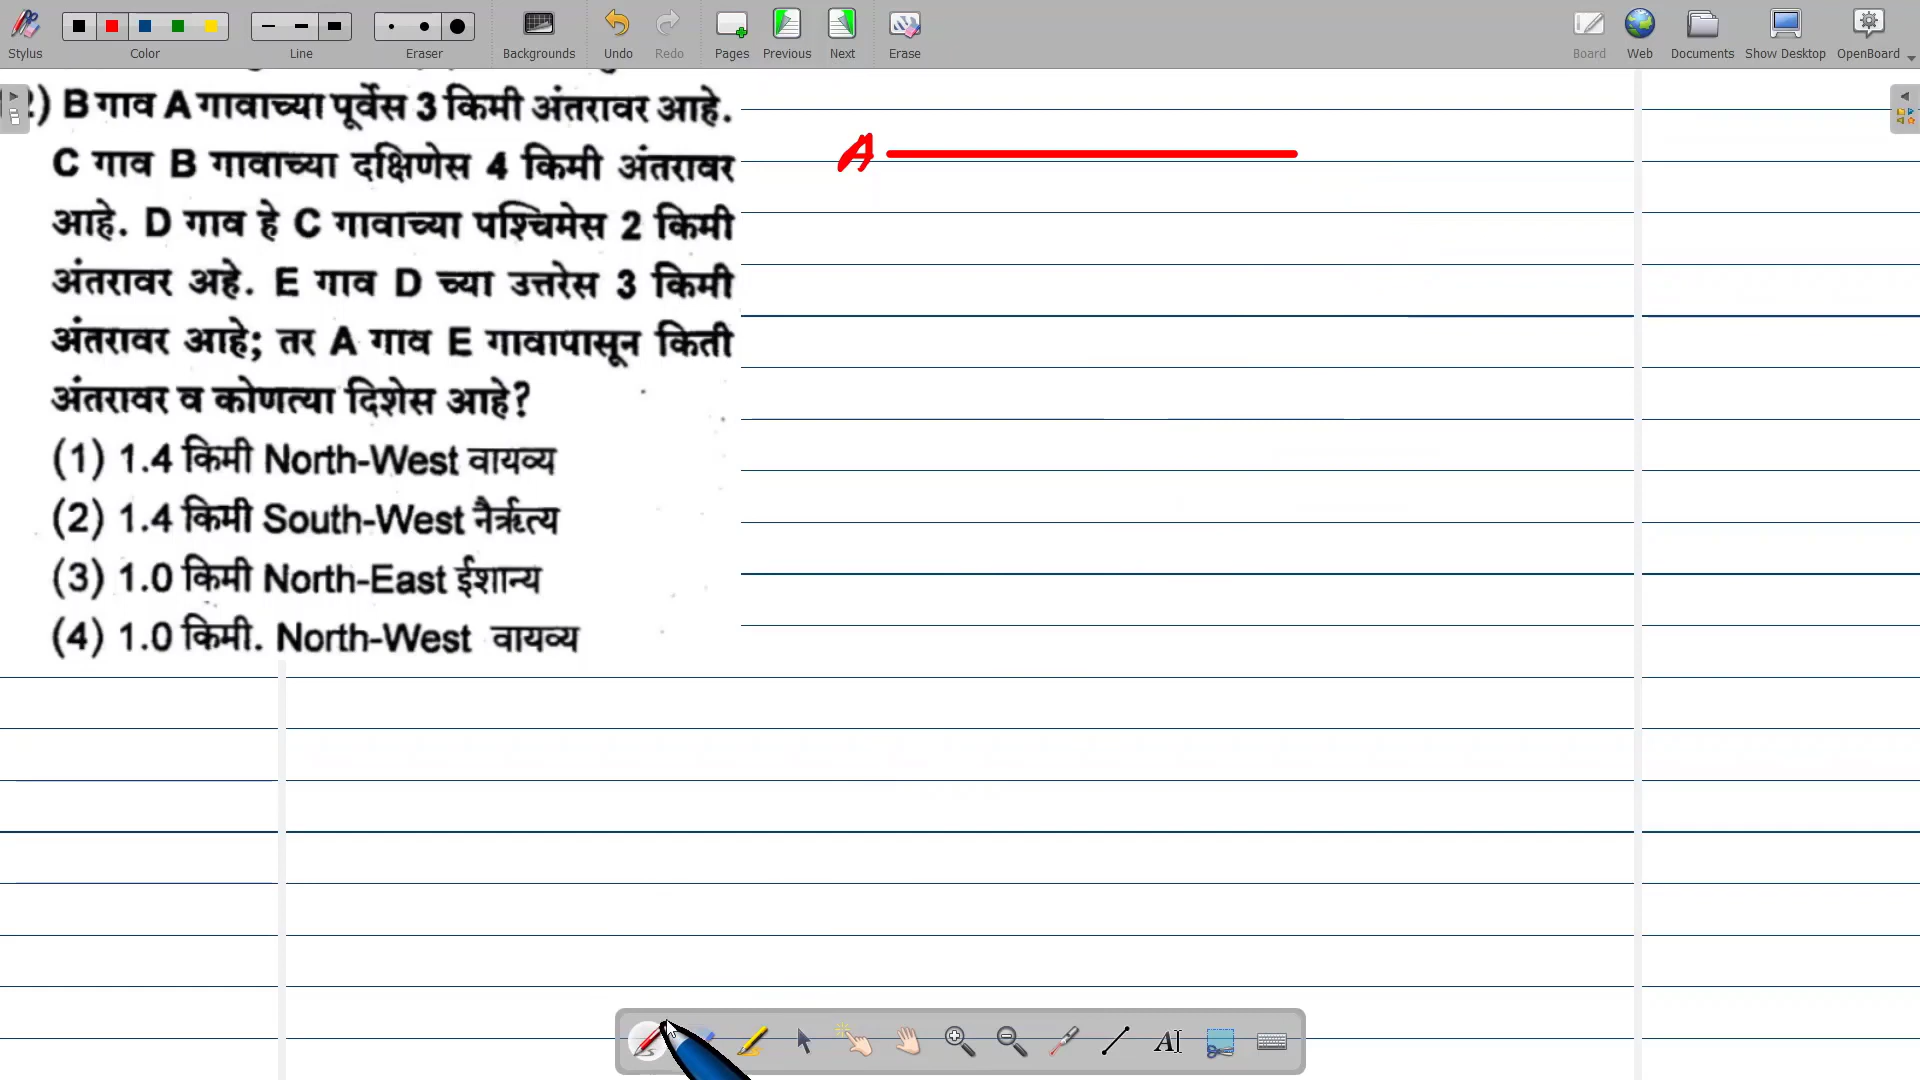 Stylus Color Line Eraser Backgrounds Undo Redo Pages Previous Next Erase Board Web Documents Show Desktop OpenBoard
2) B गाव A गावाच्या पूर्वेस 3 किमी अंतरावर आहे.
C गाव B गावाच्या दक्षिणेस 4 किमी अंतरावर
आहे. D गाव हे C गावाच्या पश्चिमेस 2 किमी
अंतरावर अहे. E गाव D च्या उत्तरेस 3 किमी
अंतरावर आहे; तर A गाव E गावापासून किती
अंतरावर व कोणत्या दिशेस आहे?
(1) 1.4 किमी North-West वायव्य
(2) 1.4 किमी South-West नैर्ऋत्य
(3) 1.0 किमी North-East ईशान्य
(4) 1.0 किमी. North-West वायव्य
A